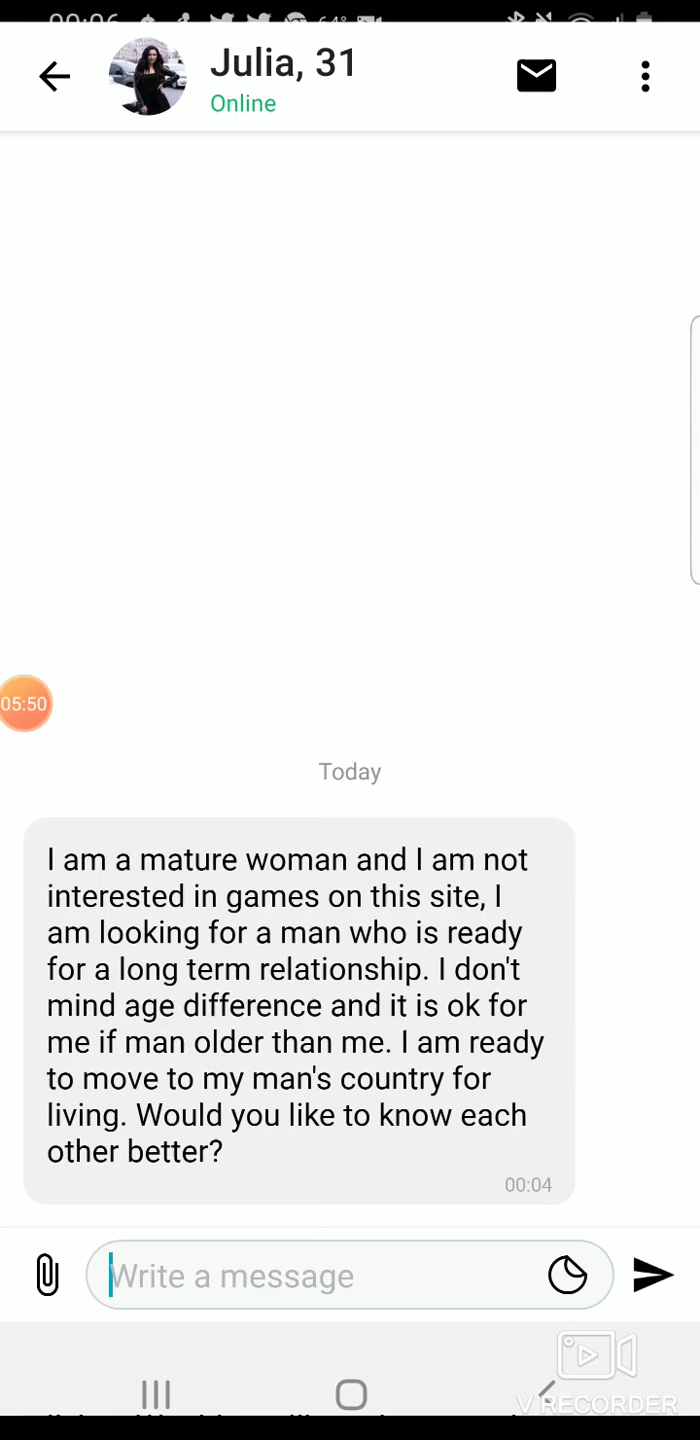 Julia, 31
Online
05:50
Today
I am a mature woman and I am not
interested in games on this site, I
am looking for a man who is ready
for a long term relationship. I don't
mind age difference and it is ok for
me if man older than me. I am ready
to move to my man's country for
living. Would you like to know each
other better?
00:04
Write a message
V RECORDER